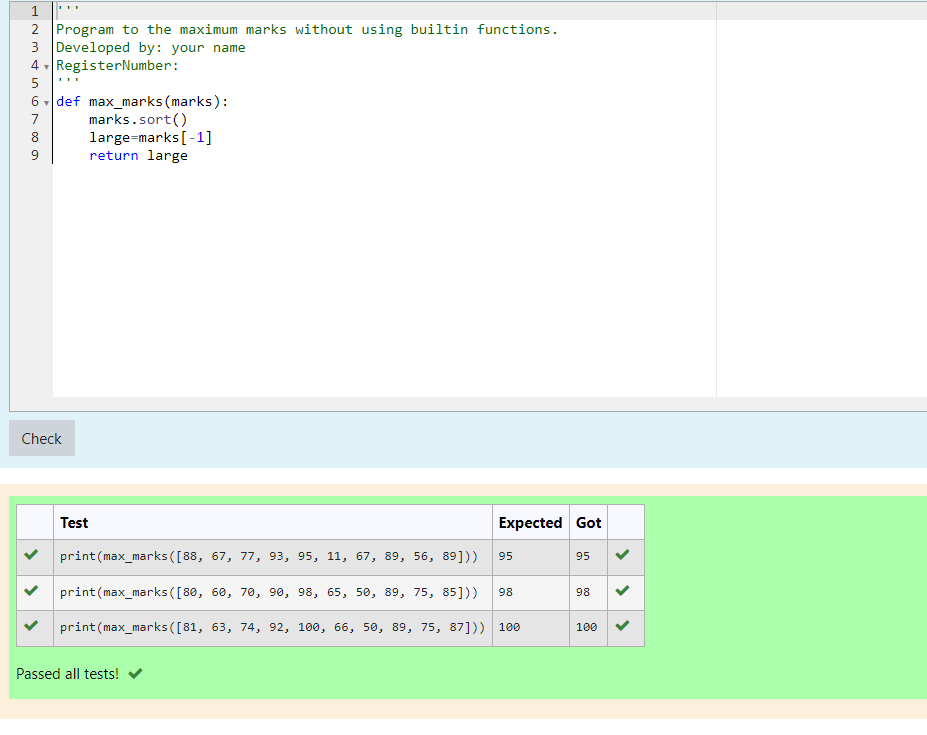 1 '''
2 Program to the maximum marks without using builtin functions.
3 Developed by: your name
4 RegisterNumber:
5 '''
6 def max_marks(marks):
7     marks.sort()
8     large=marks[-1]
9     return large
Check
Test Expected Got
print(max_marks([88, 67, 77, 93, 95, 11, 67, 89, 56, 89])) 95 95
print(max_marks([80, 60, 70, 90, 98, 65, 50, 89, 75, 85])) 98 98
print(max_marks([81, 63, 74, 92, 100, 66, 50, 89, 75, 87])) 100 100
Passed all tests!